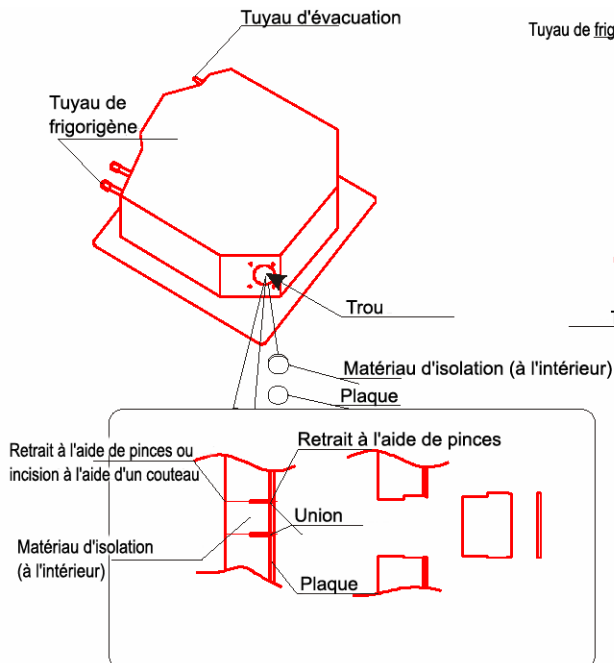 Tuyau d'évacuation
Tuyau de frig
Tuyau de
frigorigène
Trou
Matériau d'isolation (à l'intérieur)
Plaque
Retrait à l'aide de pinces ou
incision à l'aide d'un couteau
Retrait à l'aide de pinces
Union
Matériau d'isolation
(à l'intérieur)
Plaque